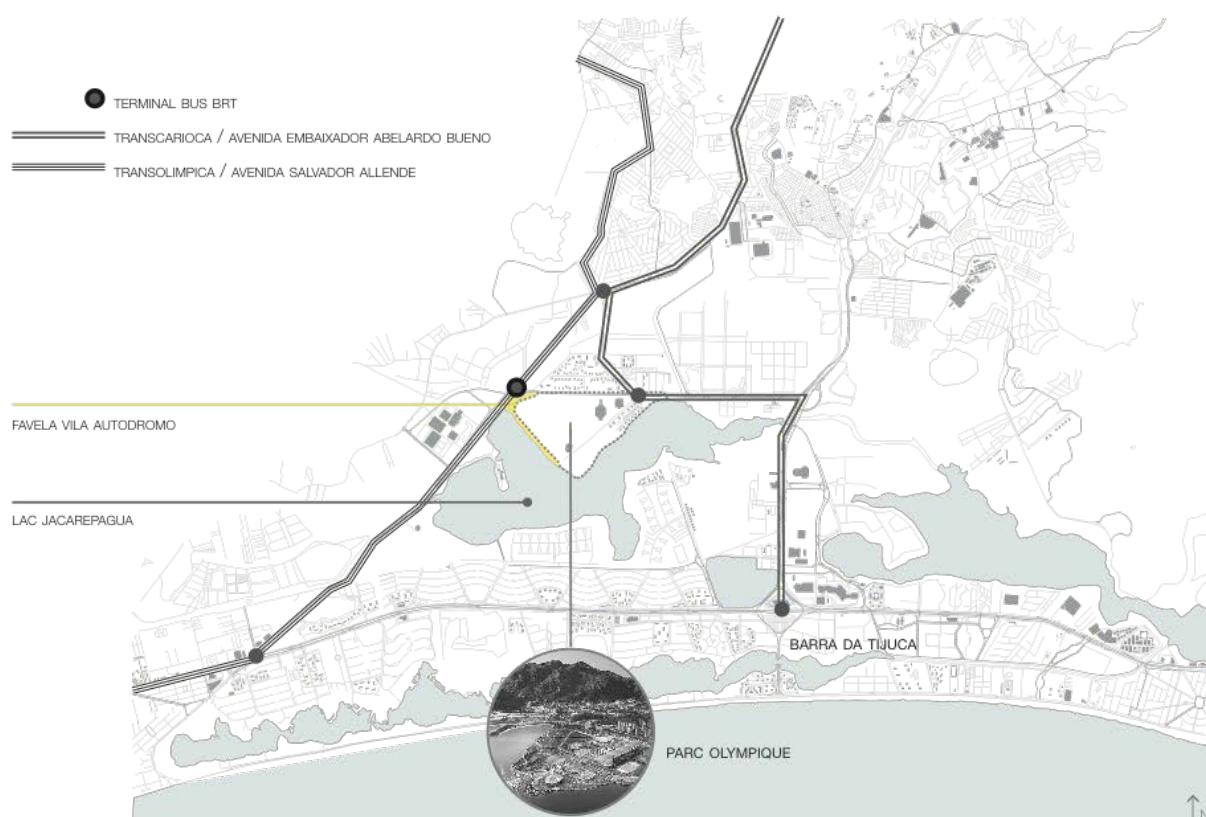 TERMINAL BUS BRT
TRANSCARIOCA / AVENIDA EMBAIXADOR ABELARDO BUENO
TRANSOLIMPICA / AVENIDA SALVADOR ALLENDE
FAVELA VILA AUTODROMO
LAC JACAREPAGUA
BARRA DA TIJUCA
PARC OLYMPIQUE
N